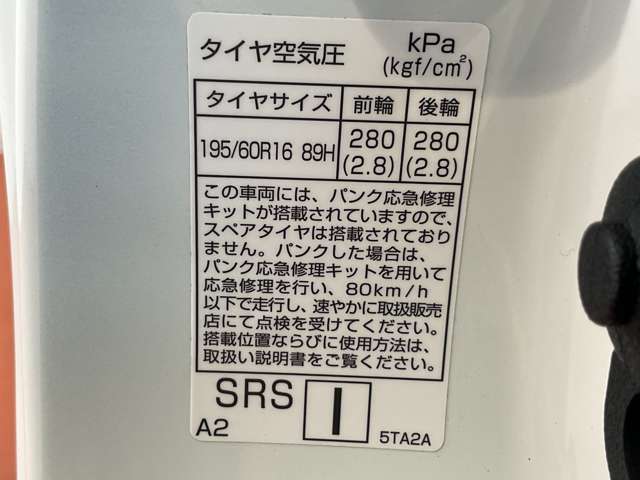 タイヤ空気圧 kPa
(kgf/cm²)
タイヤサイズ 前輪 後輪
195/60R16 89H 280 280
(2.8) (2.8)
この車両には、パンク応急修理
キットが搭載されていますので、
スペアタイヤは搭載されており
ません。パンクした場合は、
パンク応急修理キットを用いて
応急修理を行い、80km/h
以下で走行し、速やかに取扱販売
店にて点検を受けてください。
搭載位置ならびに使用方法は、
取扱い説明書をご覧ください。
SRS I
A2 5TA2A